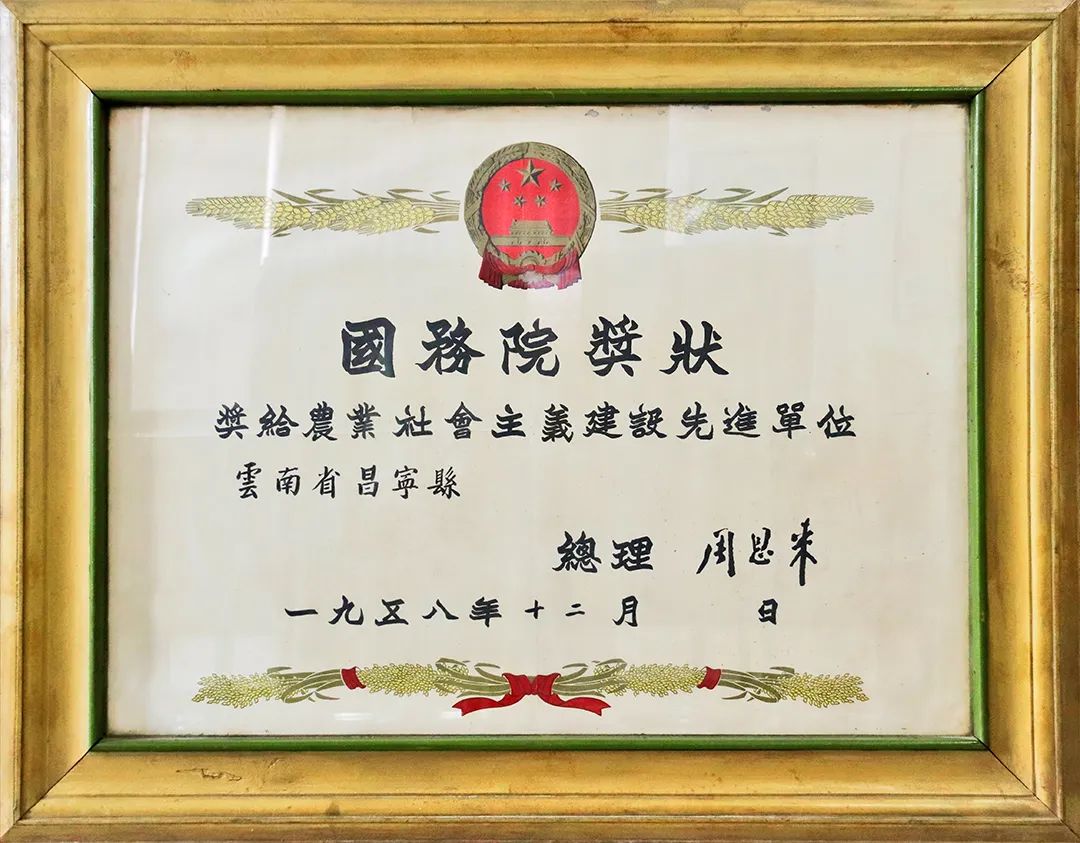 國務院獎狀
獎給農業社會主義建設先進單位
雲南省昌寧縣
總理 周恩来
一九五八年十二月 日